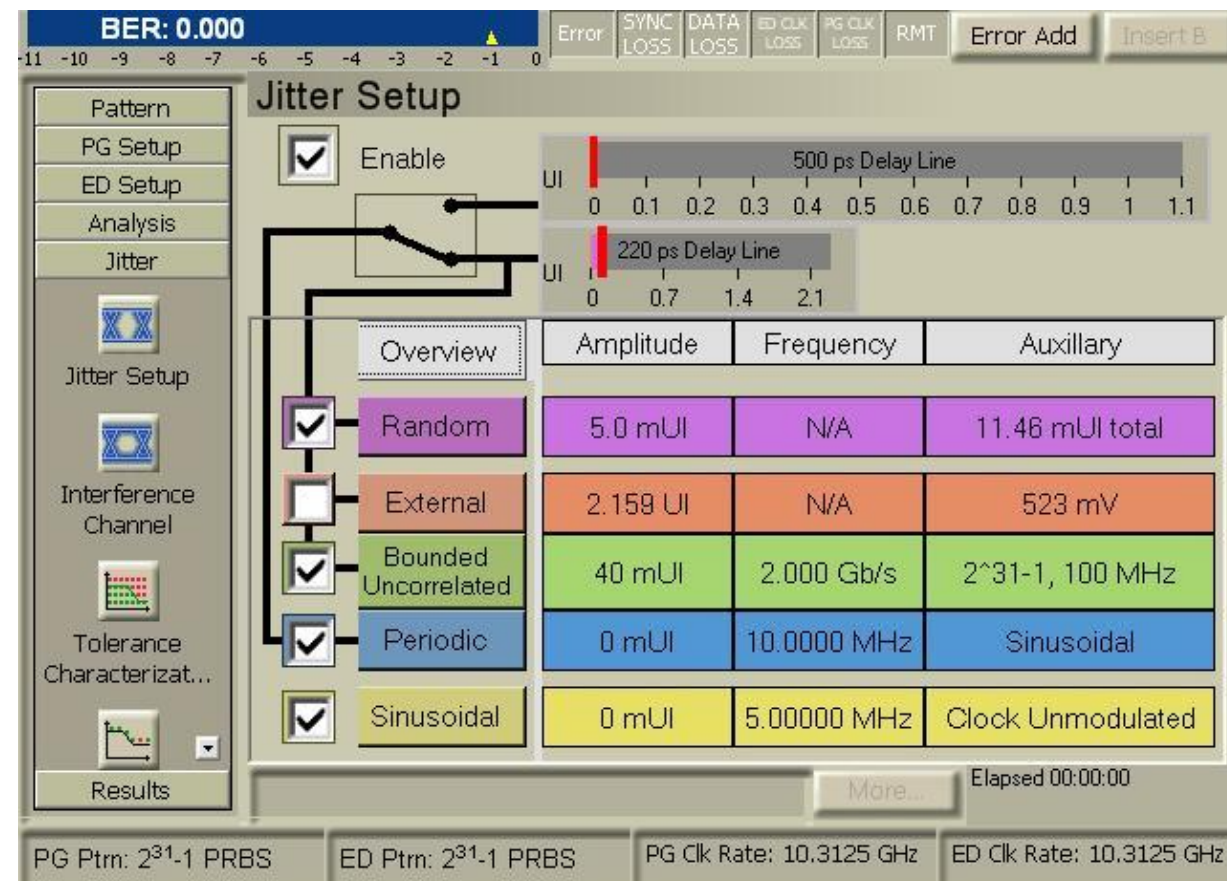 BER: 0.000
-11 -10 -9 -8 -7 -6 -5 -4 -3 -2 -1 0
Error
SYNC LOSS
DATA LOSS
ED CLK LOSS
PG CLK LOSS
RMT
Error Add
Insert B
Pattern
PG Setup
ED Setup
Analysis
Jitter
Jitter Setup
Interference
Channel
Tolerance
Characterizat...
Results
Jitter Setup
Enable
500 ps Delay Line
UI
0 0.1 0.2 0.3 0.4 0.5 0.6 0.7 0.8 0.9 1 1.1
220 ps Delay Line
UI
0 0.7 1.4 2.1
Overview Amplitude Frequency Auxillary
Random 5.0 mUI N/A 11.46 mUI total
External 2.159 UI N/A 523 mV
Bounded
Uncorrelated 40 mUI 2.000 Gb/s 2^31-1, 100 MHz
Periodic 0 mUI 10.0000 MHz Sinusoidal
Sinusoidal 0 mUI 5.00000 MHz Clock Unmodulated
More...
Elapsed 00:00:00
PG Ptrn: 2³¹-1 PRBS
ED Ptrn: 2³¹-1 PRBS
PG Clk Rate: 10.3125 GHz
ED Clk Rate: 10.3125 GHz